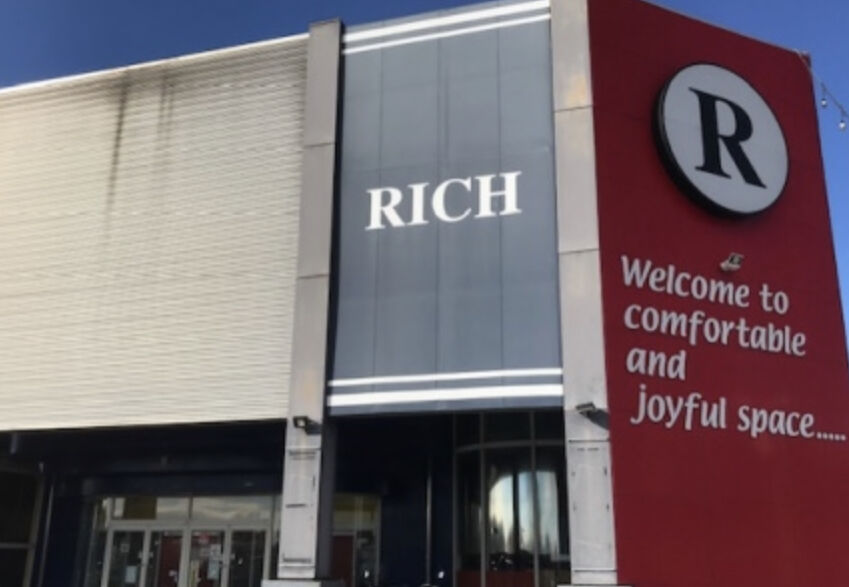 RICH
R
Welcome to
comfortable
and
joyful space.....